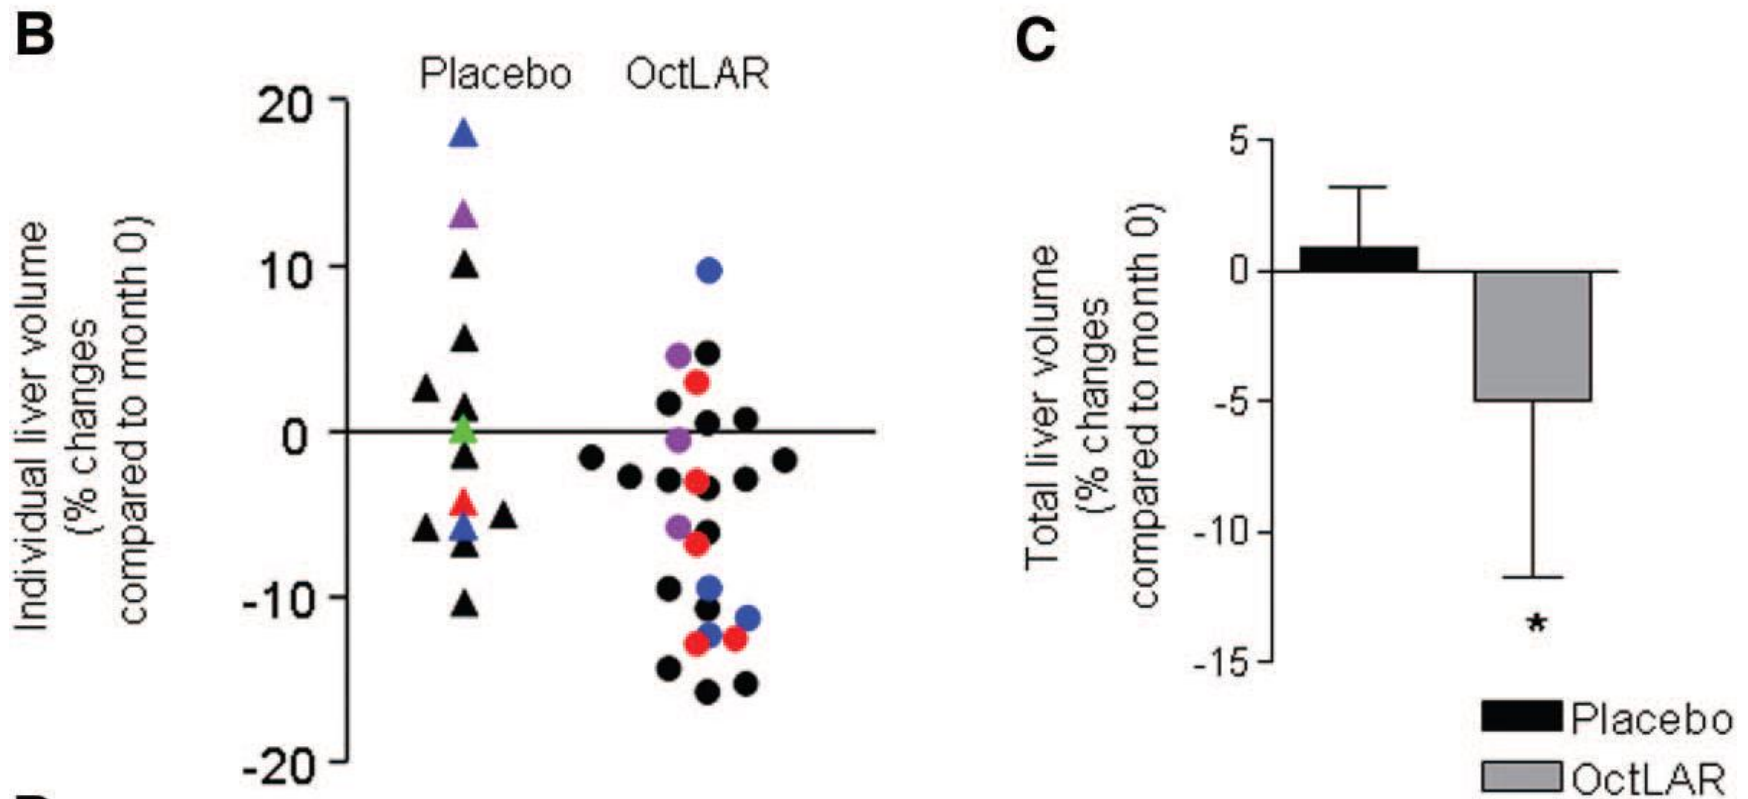 B
Placebo OctLAR
Individual liver volume
(% changes
compared to month 0)
20
10
0
-10
-20
C
Total liver volume
(% changes
compared to month 0)
5
0
-5
-10
-15
*
Placebo
OctLAR